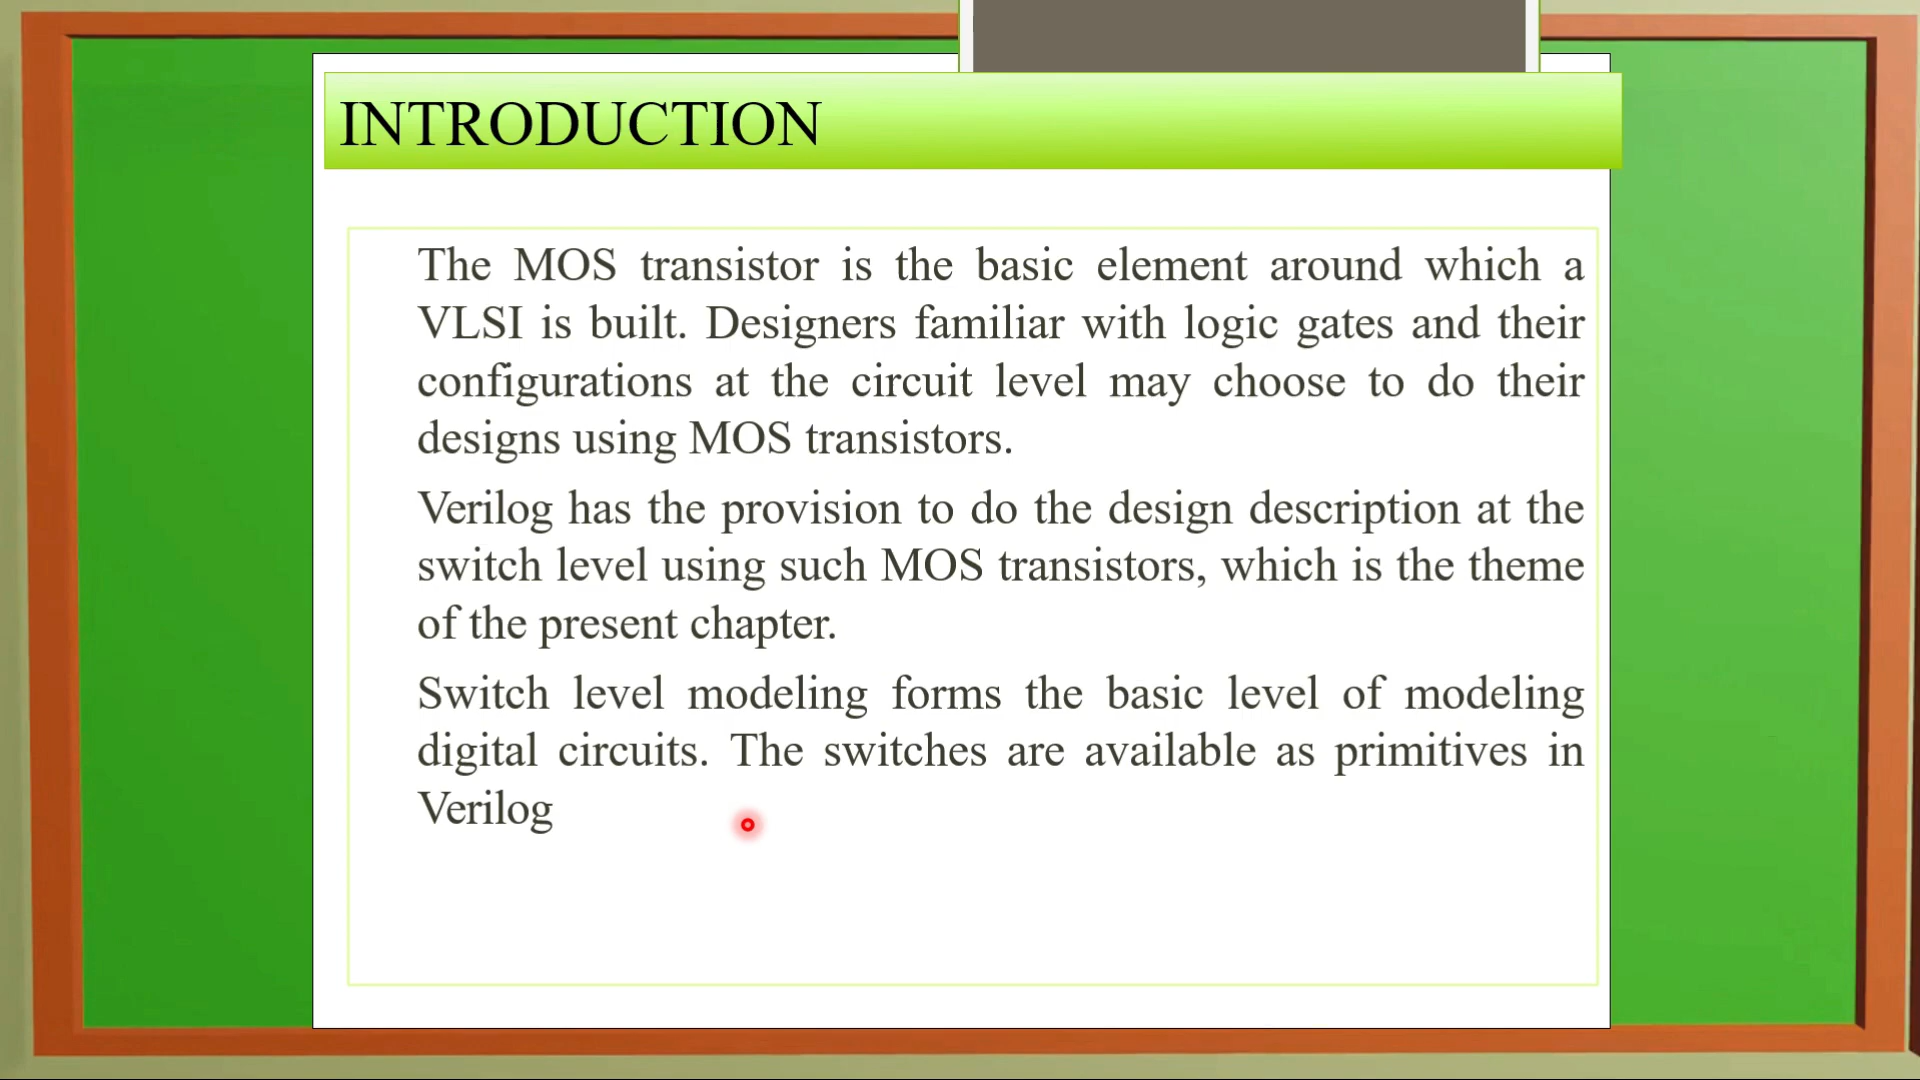 INTRODUCTION
The MOS transistor is the basic element around which a
VLSI is built. Designers familiar with logic gates and their
configurations at the circuit level may choose to do their
designs using MOS transistors.
Verilog has the provision to do the design description at the
switch level using such MOS transistors, which is the theme
of the present chapter.
Switch level modeling forms the basic level of modeling
digital circuits. The switches are available as primitives in
Verilog